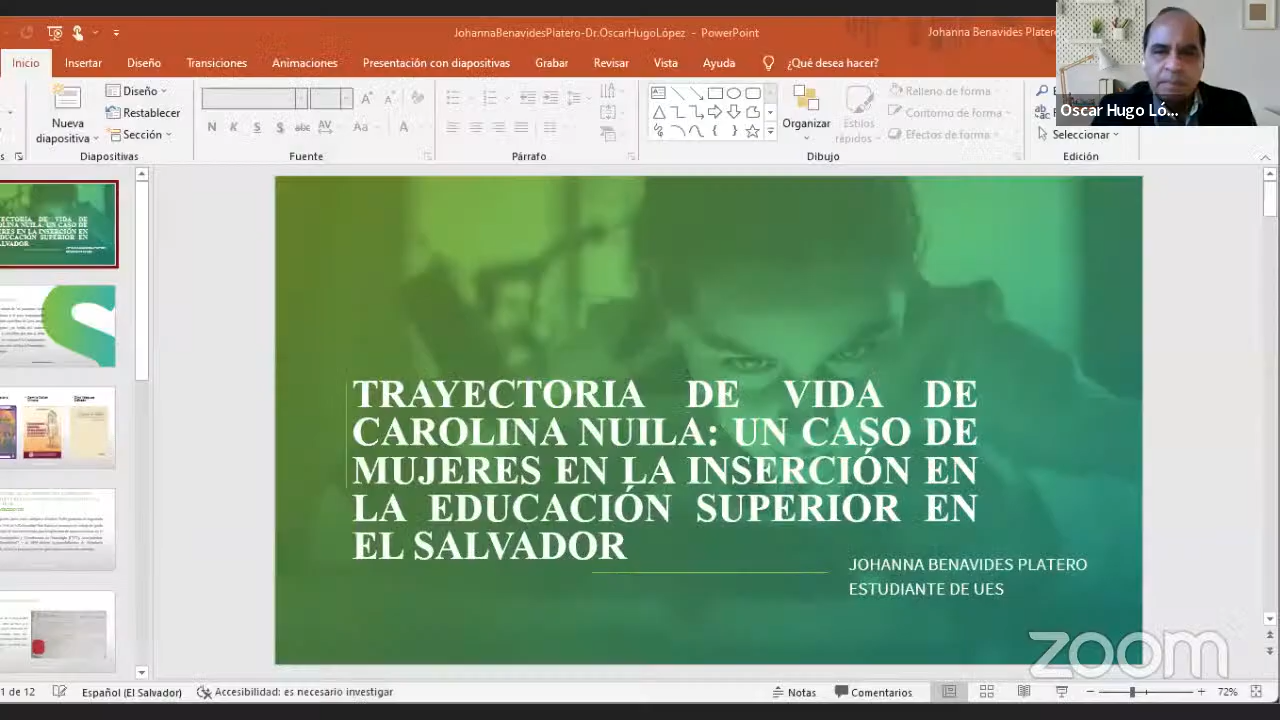 JohannaBenavidesPlatero-Dr.OscarHugoLópez - PowerPoint
Johanna Benavides Platero
Inicio Insertar Diseño Transiciones Animaciones Presentación con diapositivas Grabar Revisar Vista Ayuda ¿Qué desea hacer?
Oscar Hugo Ló...
Nueva diapositiva
Diseño
Restablecer
Sección
Organizar
Estilos rápidos
Relleno de forma
Contorno de forma
Efectos de forma
Seleccionar
Diapositivas Fuente Párrafo Dibujo Edición
TRAYECTORIA DE VIDA DE
CAROLINA NUILA: UN CASO DE
MUJERES EN LA INSERCIÓN EN
LA EDUCACIÓN SUPERIOR EN
EL SALVADOR
JOHANNA BENAVIDES PLATERO
ESTUDIANTE DE UES
zoom
1 de 12 Español (El Salvador) Accesibilidad: es necesario investigar Notas Comentarios 72%